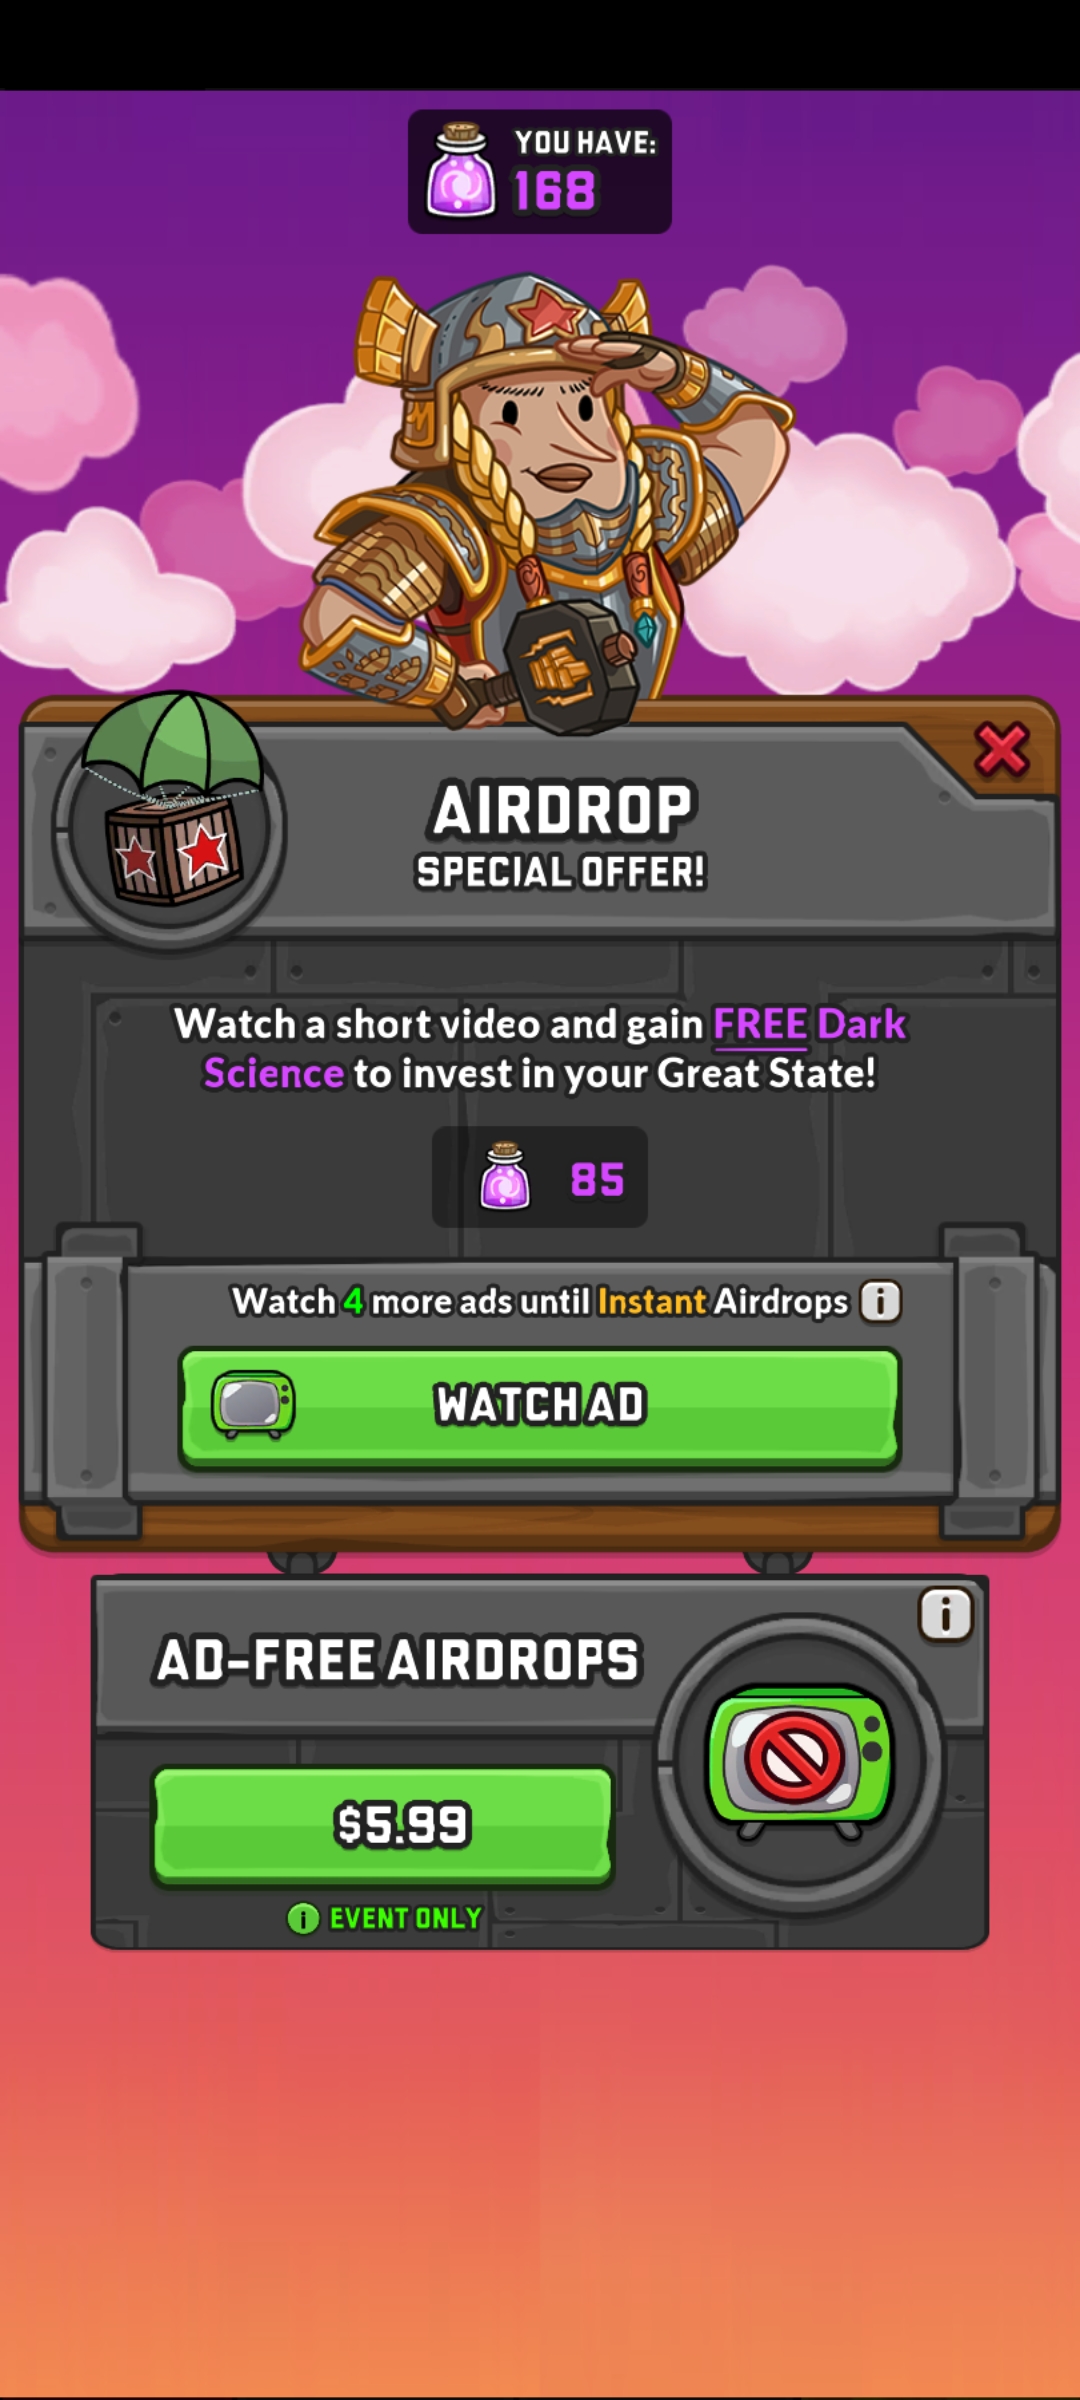 YOU HAVE:
168
AIRDROP
SPECIAL OFFER!
Watch a short video and gain FREE Dark
Science to invest in your Great State!
85
Watch 4 more ads until Instant Airdrops i
WATCH AD
i
AD-FREE AIRDROPS
$5.99
i EVENT ONLY